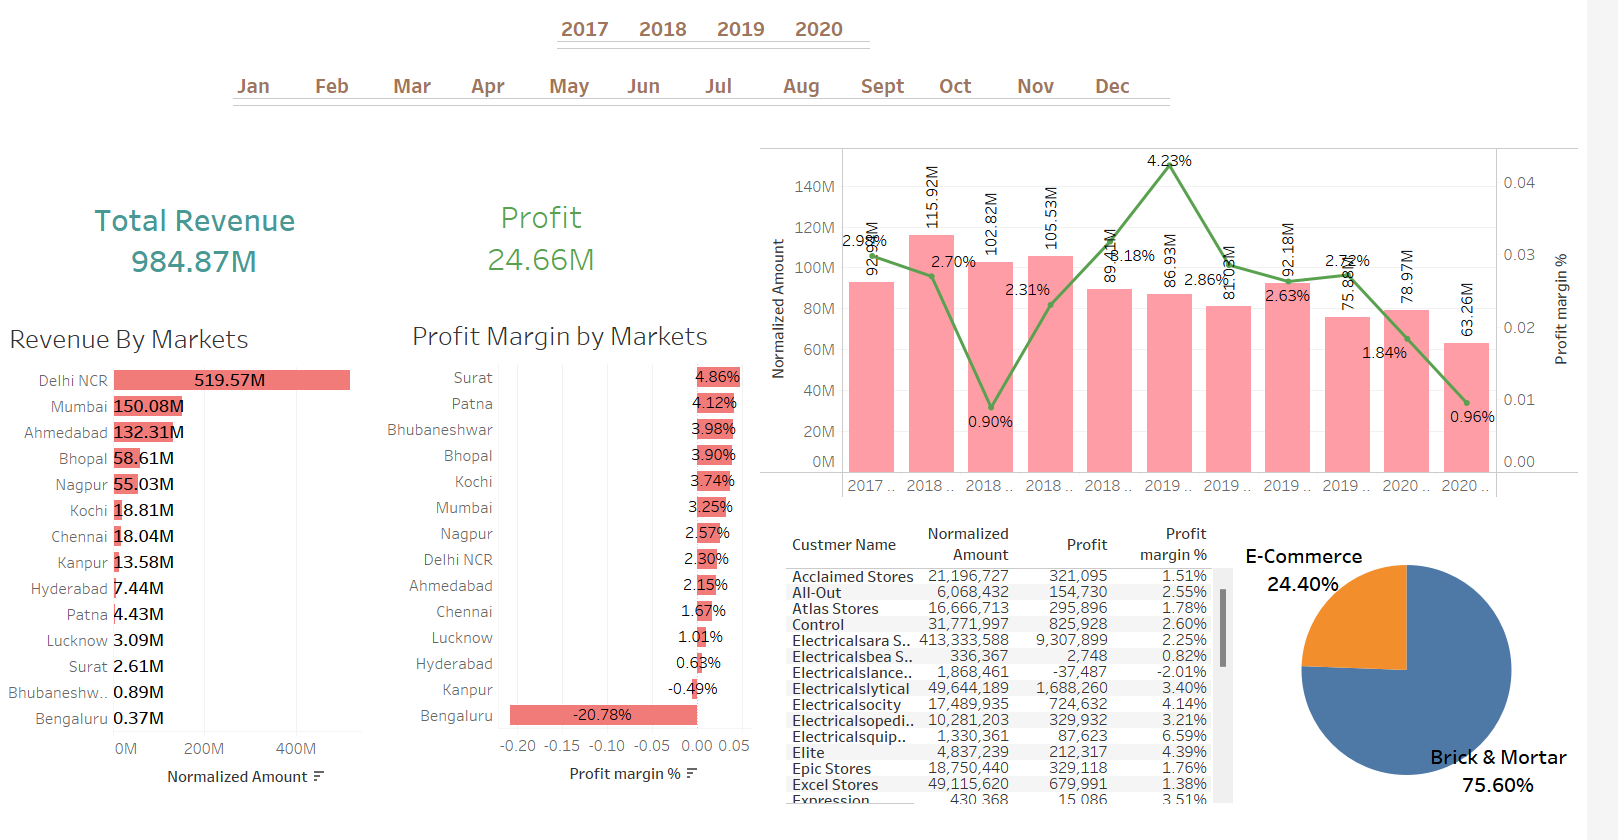 2017 2018 2019 2020
Jan Feb Mar Apr May Jun Jul Aug Sept Oct Nov Dec
Total Revenue
984.87M
Profit
24.66M
Revenue By Markets
Delhi NCR 519.57M
Mumbai 150.08M
Ahmedabad 132.31M
Bhopal 58.61M
Nagpur 55.03M
Kochi 18.81M
Chennai 18.04M
Kanpur 13.58M
Hyderabad 7.44M
Patna 4.43M
Lucknow 3.09M
Surat 2.61M
Bhubaneshw.. 0.89M
Bengaluru 0.37M
0M 200M 400M
Normalized Amount
Profit Margin by Markets
Surat 4.86%
Patna 4.12%
Bhubaneshwar 3.98%
Bhopal 3.90%
Kochi 3.74%
Mumbai 3.25%
Nagpur 2.57%
Delhi NCR 2.30%
Ahmedabad 2.15%
Chennai 1.67%
Lucknow 1.01%
Hyderabad 0.63%
Kanpur -0.49%
Bengaluru -20.78%
-0.20 -0.15 -0.10 -0.05 0.00 0.05
Profit margin %
Normalized Amount
140M
120M
100M
80M
60M
40M
20M
0M
115.92M
102.82M
105.53M
86.93M
81.03M
92.18M
78.97M
63.26M
2.98%
2.70%
0.90%
2.31%
3.18%
4.23%
2.86%
2.63%
2.72%
1.84%
0.96%
0.04
0.03
0.02
0.01
0.00
Profit margin %
2017 .. 2018 .. 2018 .. 2018 .. 2018 .. 2019 .. 2019 .. 2019 .. 2019 .. 2020 .. 2020 ..
Custmer Name Normalized Amount Profit Profit margin %
Acclaimed Stores 21,196,727 321,095 1.51%
All-Out 6,068,432 154,730 2.55%
Atlas Stores 16,666,713 295,896 1.78%
Control 31,771,997 825,928 2.60%
Electricalsara S.. 413,333,588 9,307,899 2.25%
Electricalsbea S.. 336,367 2,748 0.82%
Electricalslance.. 1,868,461 -37,487 -2.01%
Electricalslytical 49,644,189 1,688,260 3.40%
Electricalsocity 17,489,935 724,632 4.14%
Electricalsopedi.. 10,281,203 329,932 3.21%
Electricalsquip.. 1,330,361 87,623 6.59%
Elite 4,837,239 212,317 4.39%
Epic Stores 18,750,440 329,118 1.76%
Excel Stores 49,115,620 679,991 1.38%
Expression 430,368 15,086 3.51%
E-Commerce
24.40%
Brick & Mortar
75.60%